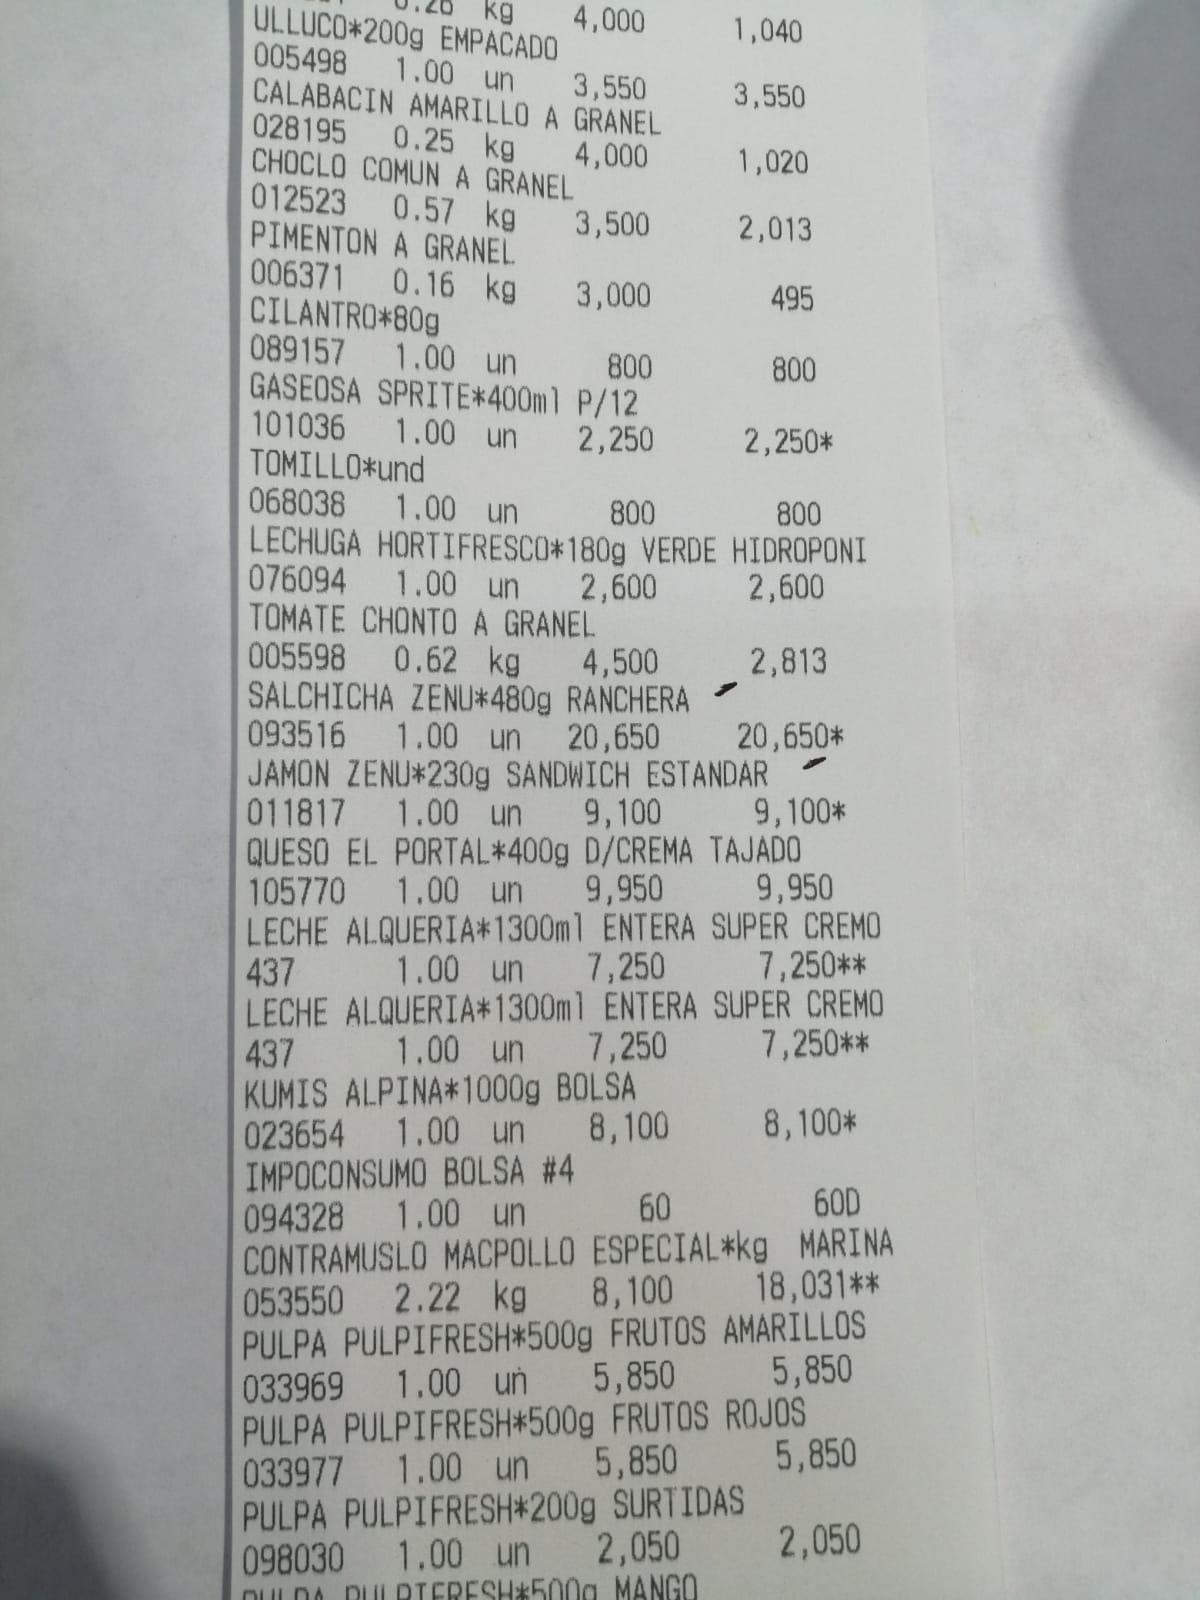 0.26 kg 4,000 1,040
ULLUCO*200g EMPACADO
005498 1.00 un 3,550 3,550
CALABACIN AMARILLO A GRANEL
028195 0.25 kg 4,000 1,020
CHOCLO COMUN A GRANEL
012523 0.57 kg 3,500 2,013
PIMENTON A GRANEL
006371 0.16 kg 3,000 495
CILANTRO*80g
089157 1.00 un 800 800
GASEOSA SPRITE*400ml P/12
101036 1.00 un 2,250 2,250*
TOMILLO*und
068038 1.00 un 800 800
LECHUGA HORTIFRESCO*180g VERDE HIDROPONI
076094 1.00 un 2,600 2,600
TOMATE CHONTO A GRANEL
005598 0.62 kg 4,500 2,813
SALCHICHA ZENU*480g RANCHERA
093516 1.00 un 20,650 20,650*
JAMON ZENU*230g SANDWICH ESTANDAR
011817 1.00 un 9,100 9,100*
QUESO EL PORTAL*400g D/CREMA TAJADO
105770 1.00 un 9,950 9,950
LECHE ALQUERIA*1300ml ENTERA SUPER CREMO
437 1.00 un 7,250 7,250**
LECHE ALQUERIA*1300ml ENTERA SUPER CREMO
437 1.00 un 7,250 7,250**
KUMIS ALPINA*1000g BOLSA
023654 1.00 un 8,100 8,100*
IMPOCONSUMO BOLSA #4
094328 1.00 un 60 60D
CONTRAMUSLO MACPOLLO ESPECIAL*kg MARINA
053550 2.22 kg 8,100 18,031**
PULPA PULPIFRESH*500g FRUTOS AMARILLOS
033969 1.00 un 5,850 5,850
PULPA PULPIFRESH*500g FRUTOS ROJOS
033977 1.00 un 5,850 5,850
PULPA PULPIFRESH*200g SURTIDAS
098030 1.00 un 2,050 2,050
PULPA PULPIFRESH*500g MANGO